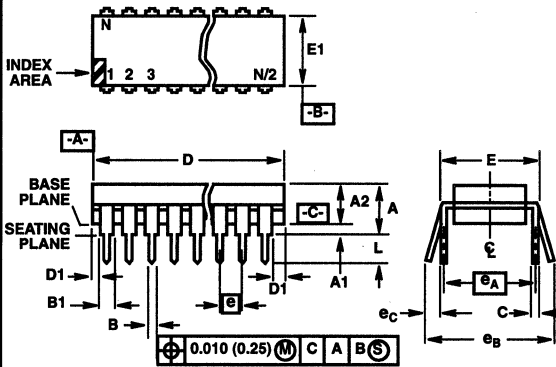 N
E1
INDEX
AREA
1 2 3 N/2
-B-
-A-
D
E
BASE
PLANE
A2
A
-C-
SEATING
PLANE
L
C
L
D1
D1
A1
eA
B1
e
eC
C
B
eB
0.010 (0.25) M C A B S